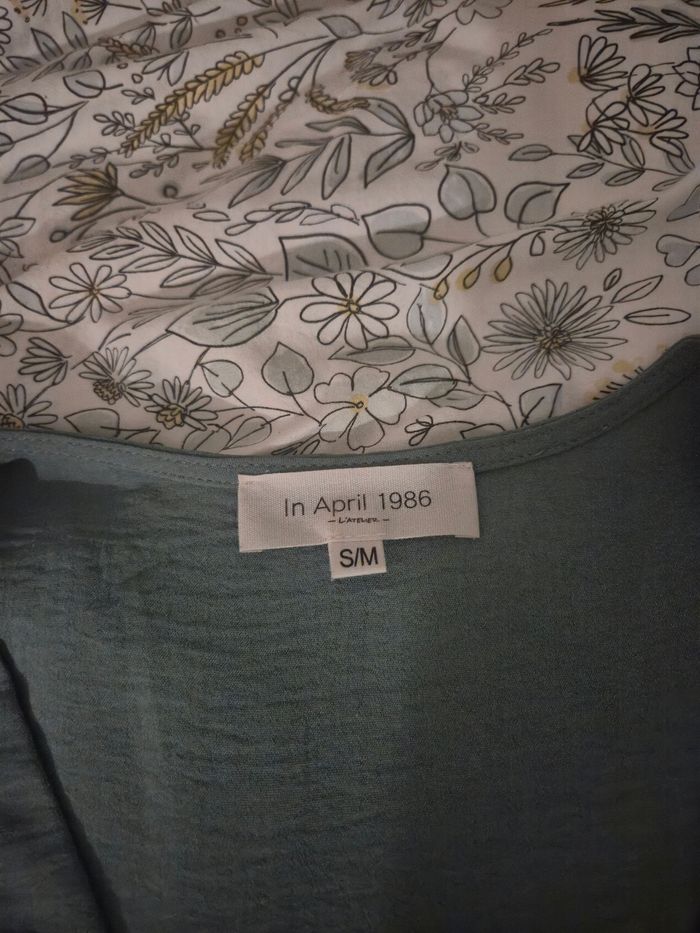 In April 1986
- L'ATELIER -
S/M